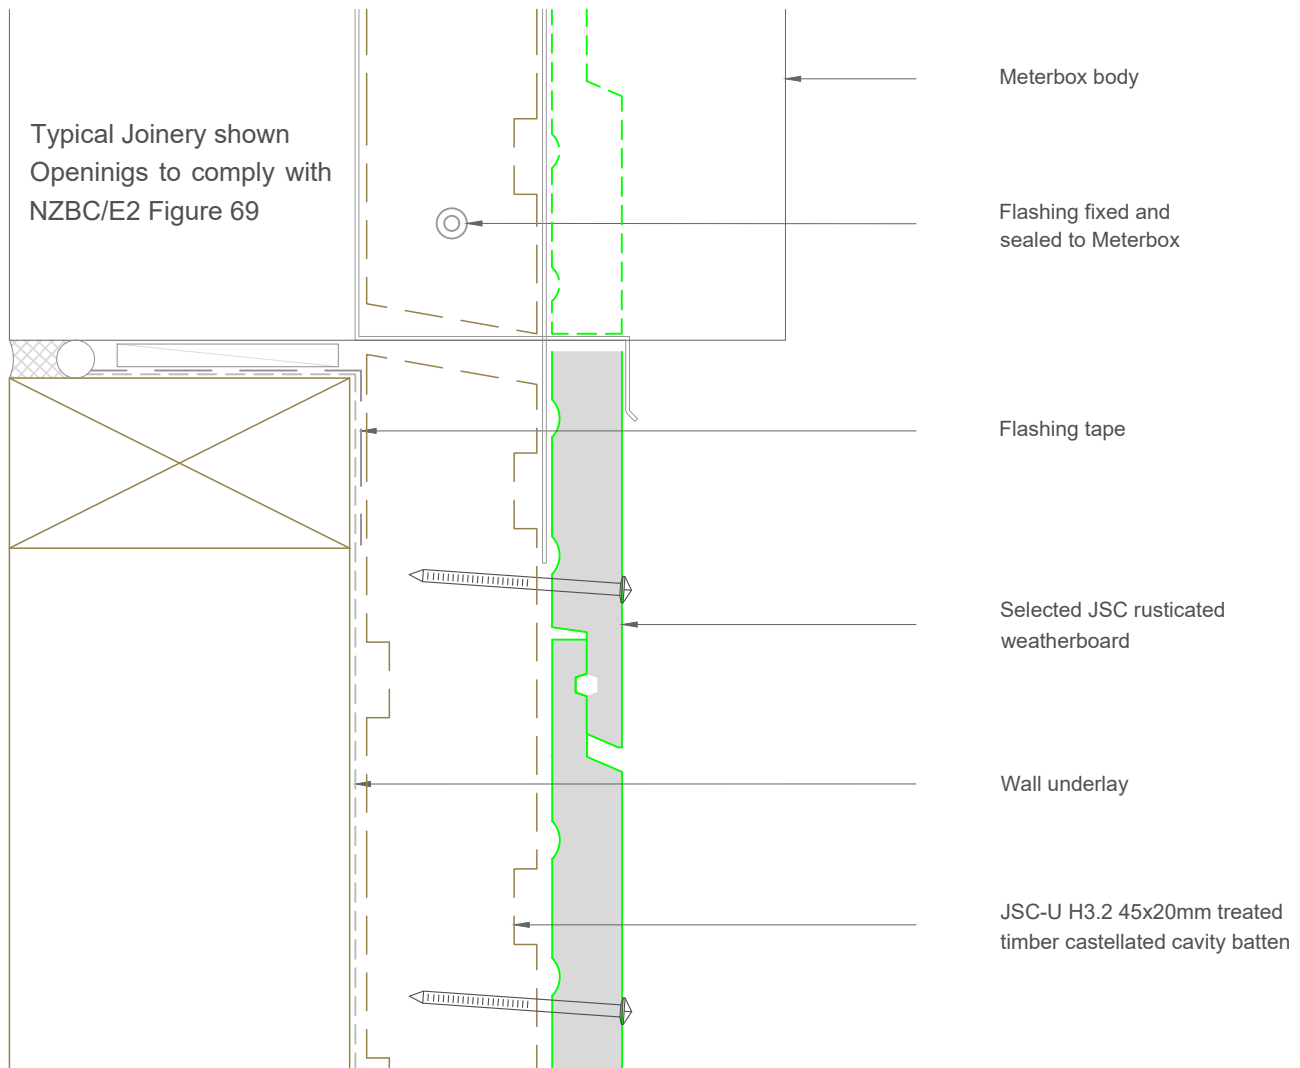 Typical Joinery shown
Openinigs to comply with
NZBC/E2 Figure 69
Meterbox body
Flashing fixed and
sealed to Meterbox
Flashing tape
Selected JSC rusticated
weatherboard
Wall underlay
JSC-U H3.2 45x20mm treated
timber castellated cavity batten